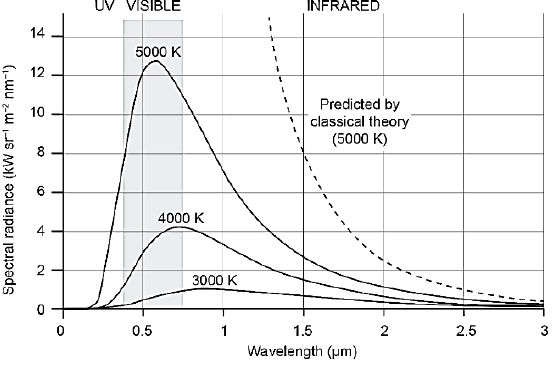 UV VISIBLE INFRARED
14
12
10
8
6
4
2
0
Spectral radiance (kW sr⁻¹ m⁻² nm⁻¹)
5000 K
4000 K
3000 K
Predicted by
classical theory
(5000 K)
0 0.5 1 1.5 2 2.5 3
Wavelength (µm)